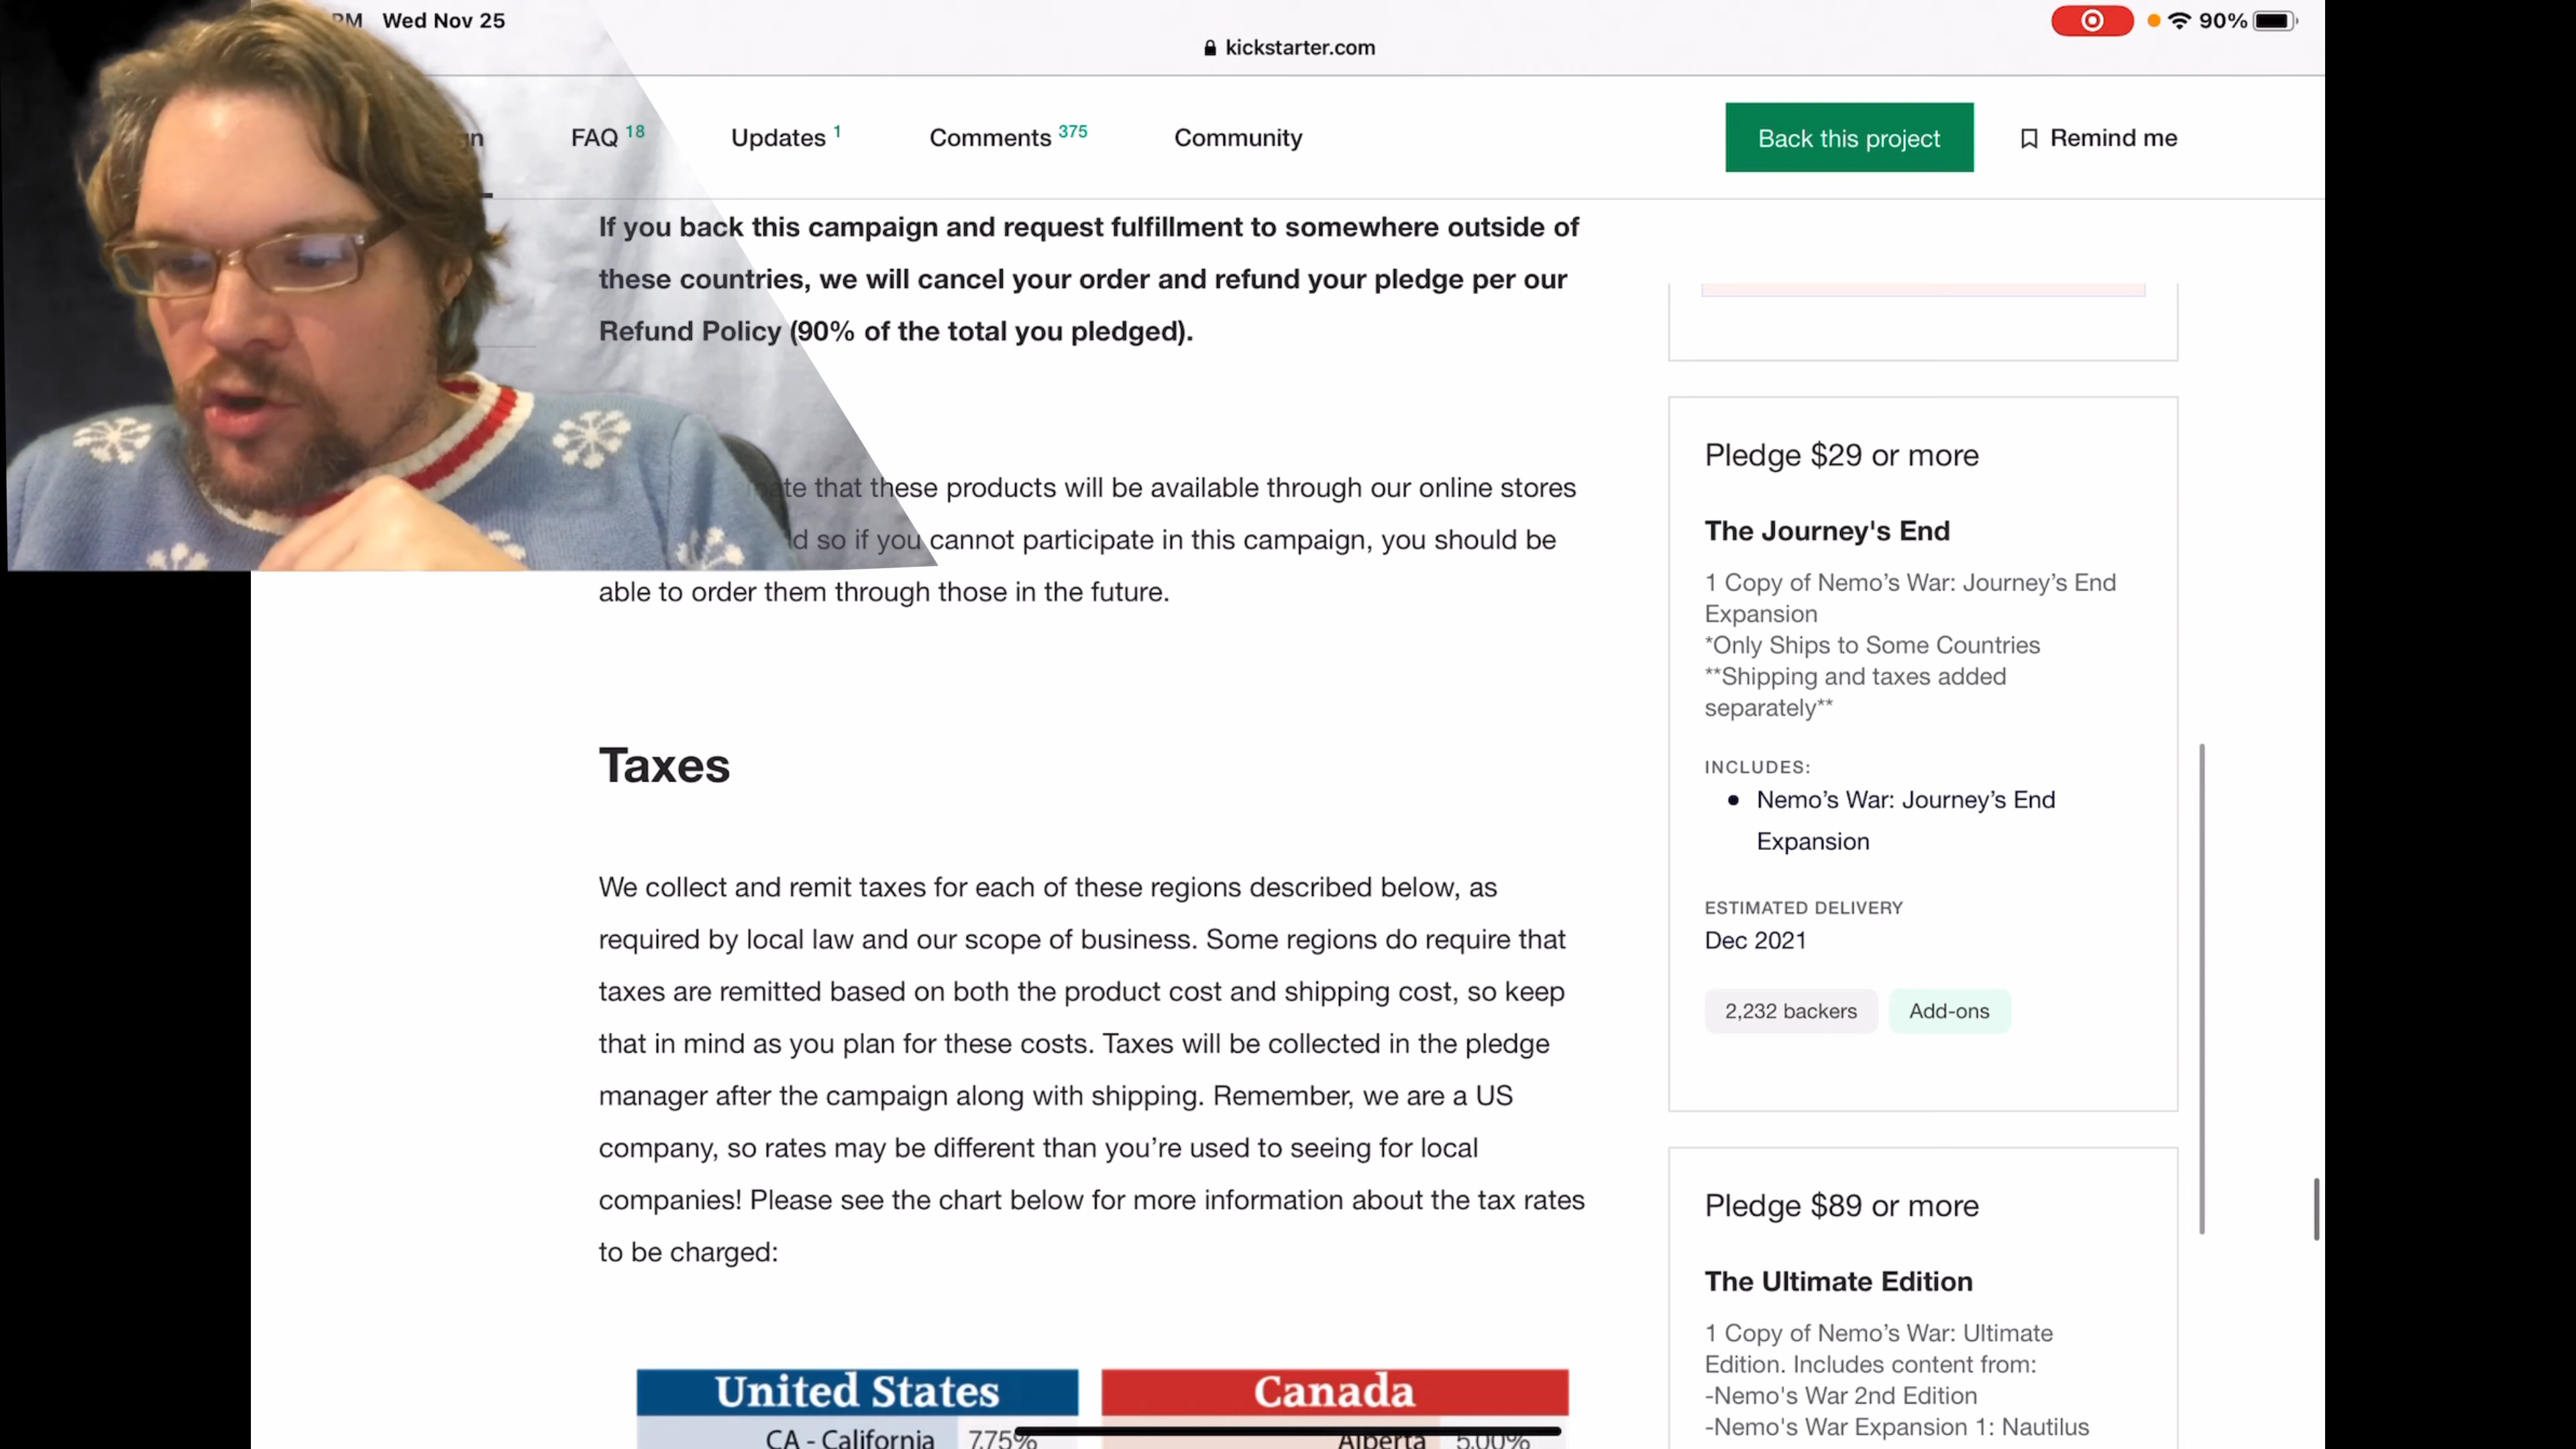 PM Wed Nov 25
90%
kickstarter.com
FAQ 18
Updates 1
Comments 375
Community
Back this project
Remind me
If you back this campaign and request fulfillment to somewhere outside of
these countries, we will cancel your order and refund your pledge per our
Refund Policy (90% of the total you pledged).
that these products will be available through our online stores
so if you cannot participate in this campaign, you should be
able to order them through those in the future.
Taxes
We collect and remit taxes for each of these regions described below, as
required by local law and our scope of business. Some regions do require that
taxes are remitted based on both the product cost and shipping cost, so keep
that in mind as you plan for these costs. Taxes will be collected in the pledge
manager after the campaign along with shipping. Remember, we are a US
company, so rates may be different than you’re used to seeing for local
companies! Please see the chart below for more information about the tax rates
to be charged:
United States
CA - California 7.75%
Canada
Alberta 5.00%
Pledge $29 or more
The Journey's End
1 Copy of Nemo’s War: Journey’s End
Expansion
*Only Ships to Some Countries
**Shipping and taxes added
separately**
INCLUDES:
• Nemo’s War: Journey’s End
Expansion
ESTIMATED DELIVERY
Dec 2021
2,232 backers
Add-ons
Pledge $89 or more
The Ultimate Edition
1 Copy of Nemo’s War: Ultimate
Edition. Includes content from:
-Nemo's War 2nd Edition
-Nemo's War Expansion 1: Nautilus